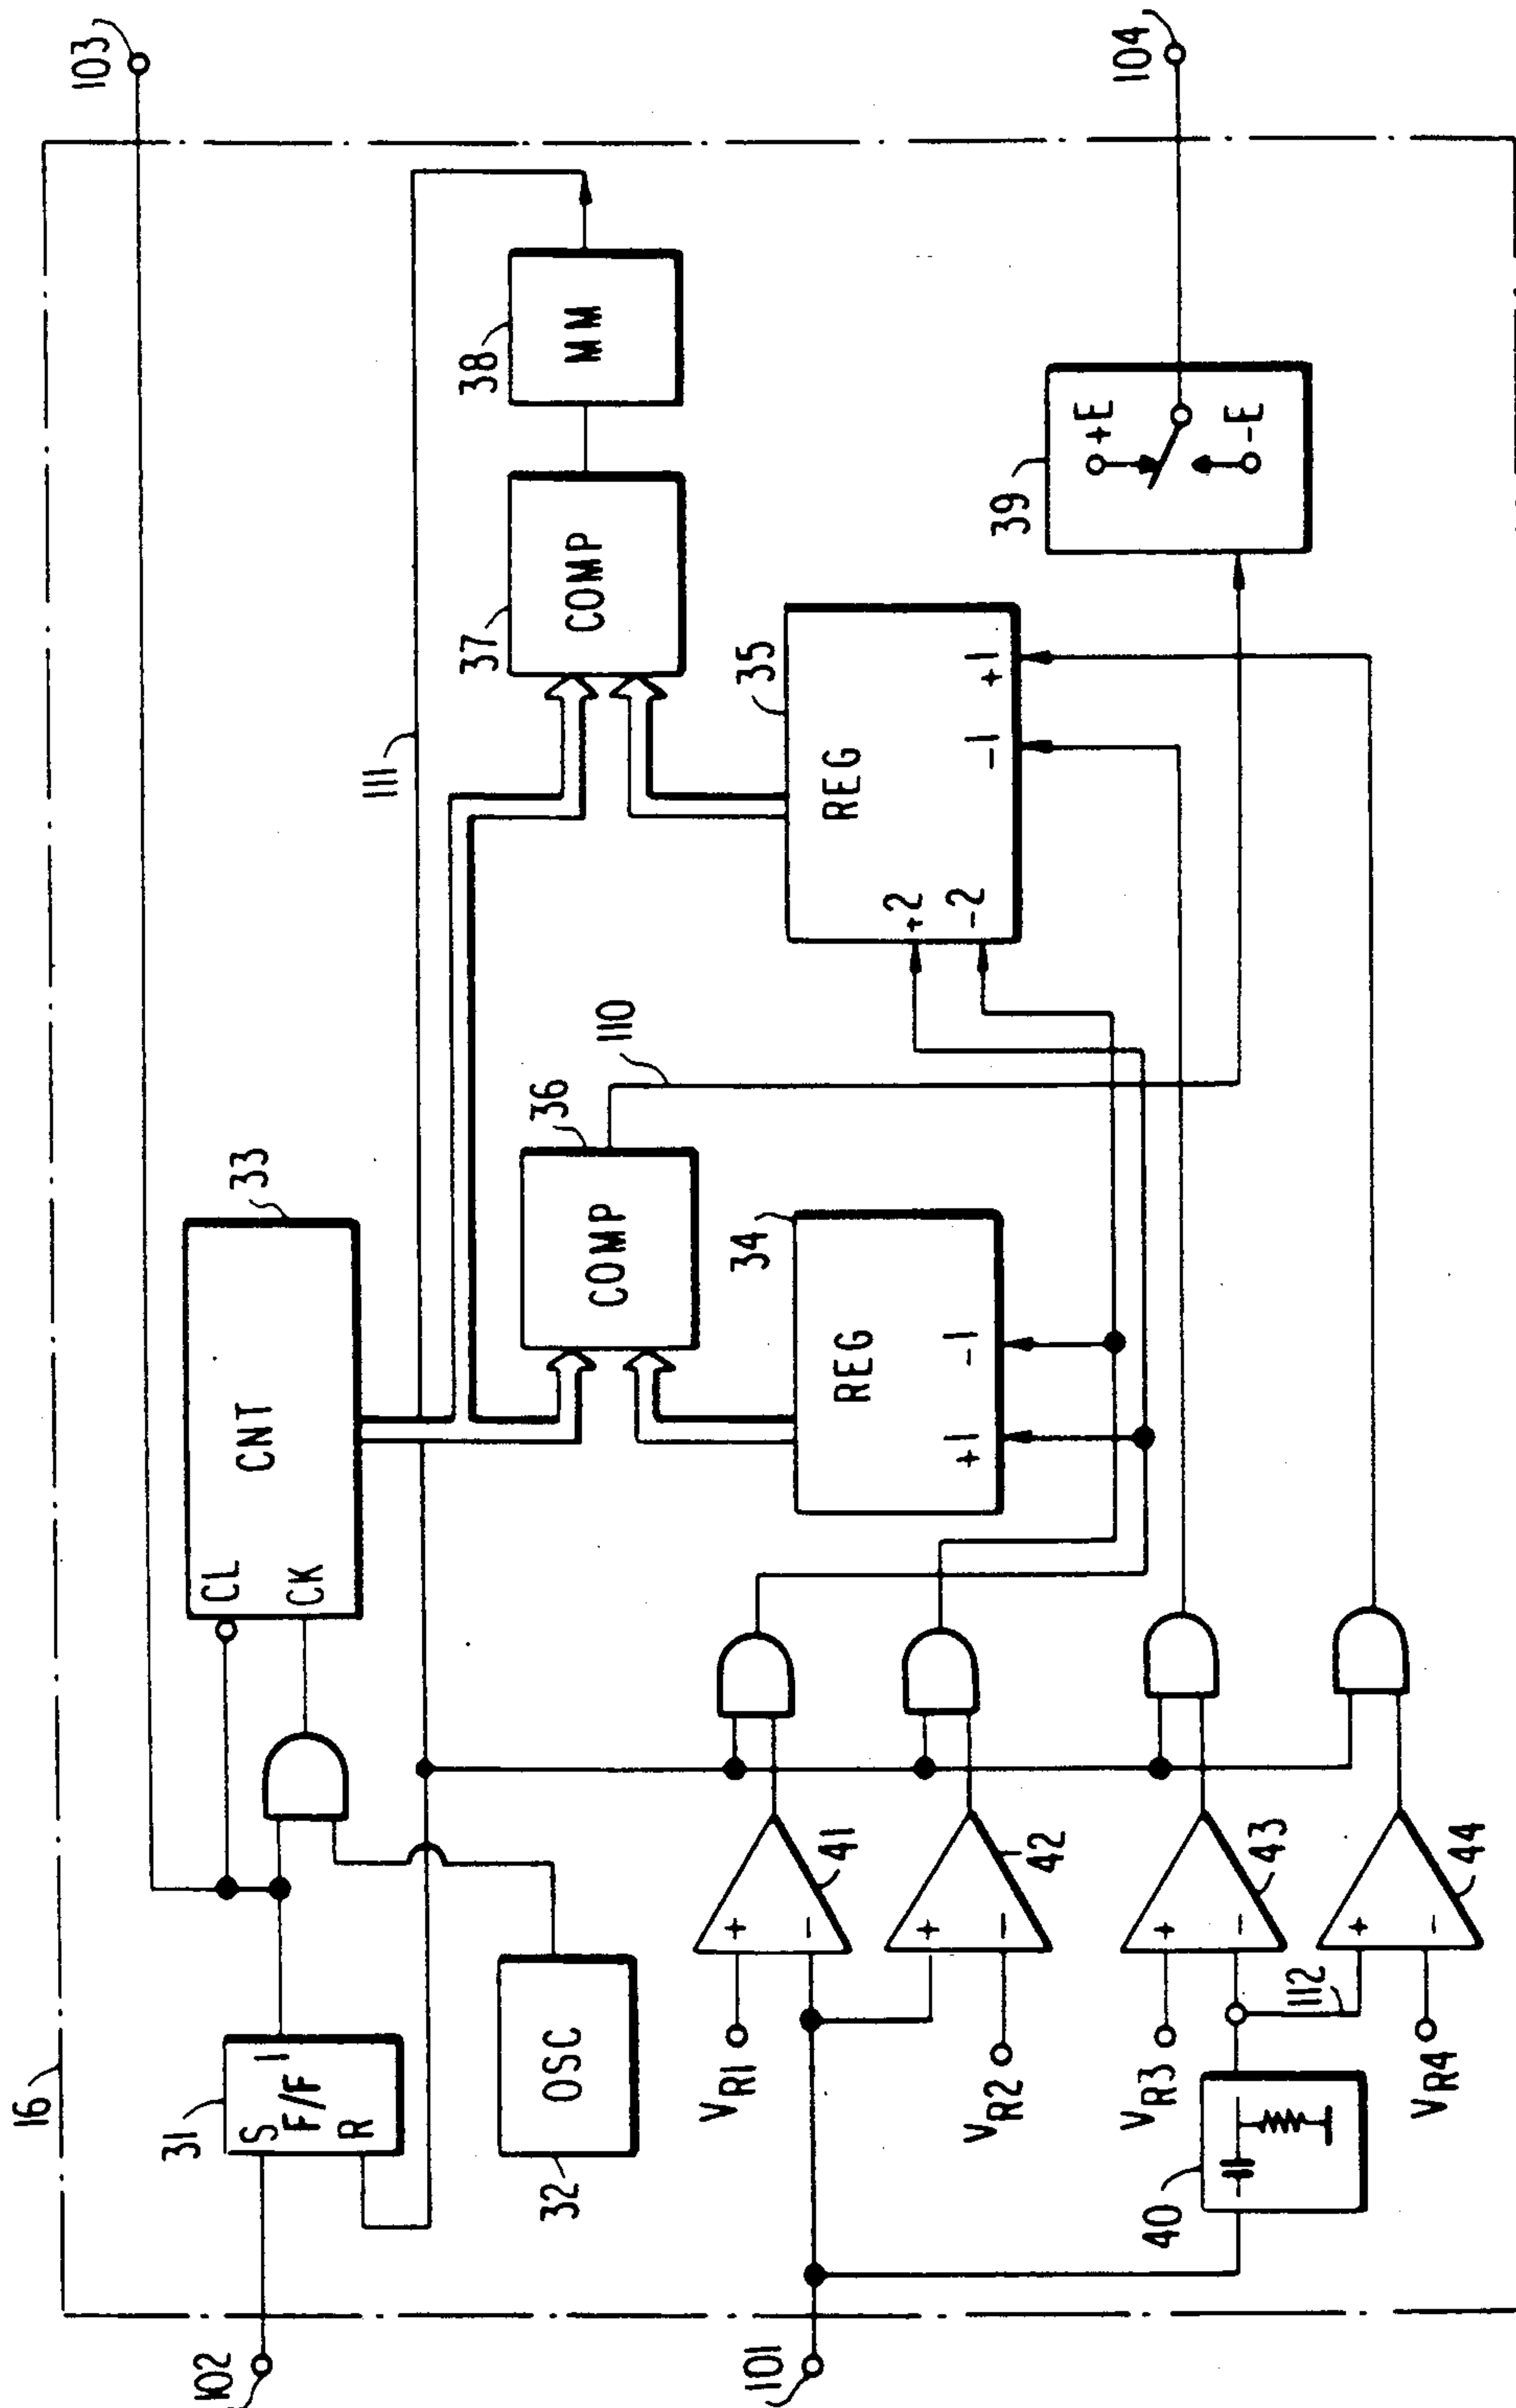 16
102
103
31
S
F/F
R
1
CL
CK
CNT
33
111
OSC
32
COMP
36
110
COMP
37
MM
38
REG
34
+1
-1
REG
35
+2
-2
-1
+1
39
+E
-E
104
101
VR1
+
-
41
VR2
+
-
42
VR3
+
-
43
40
112
VR4
+
-
44